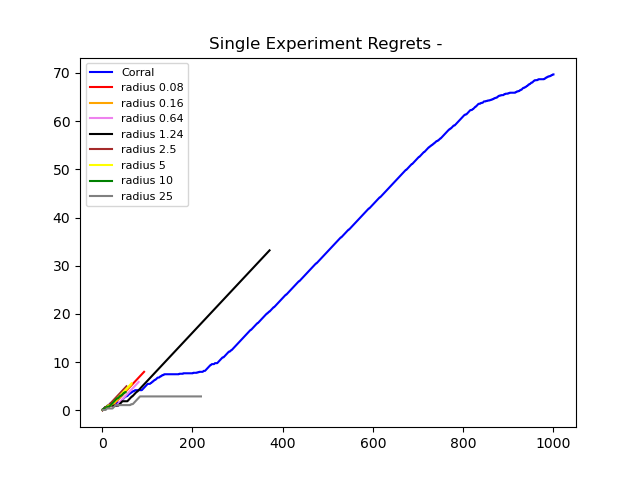 Single Experiment Regrets -
Corral
radius 0.08
radius 0.16
radius 0.64
radius 1.24
radius 2.5
radius 5
radius 10
radius 25
70
60
50
40
30
20
10
0
0 200 400 600 800 1000